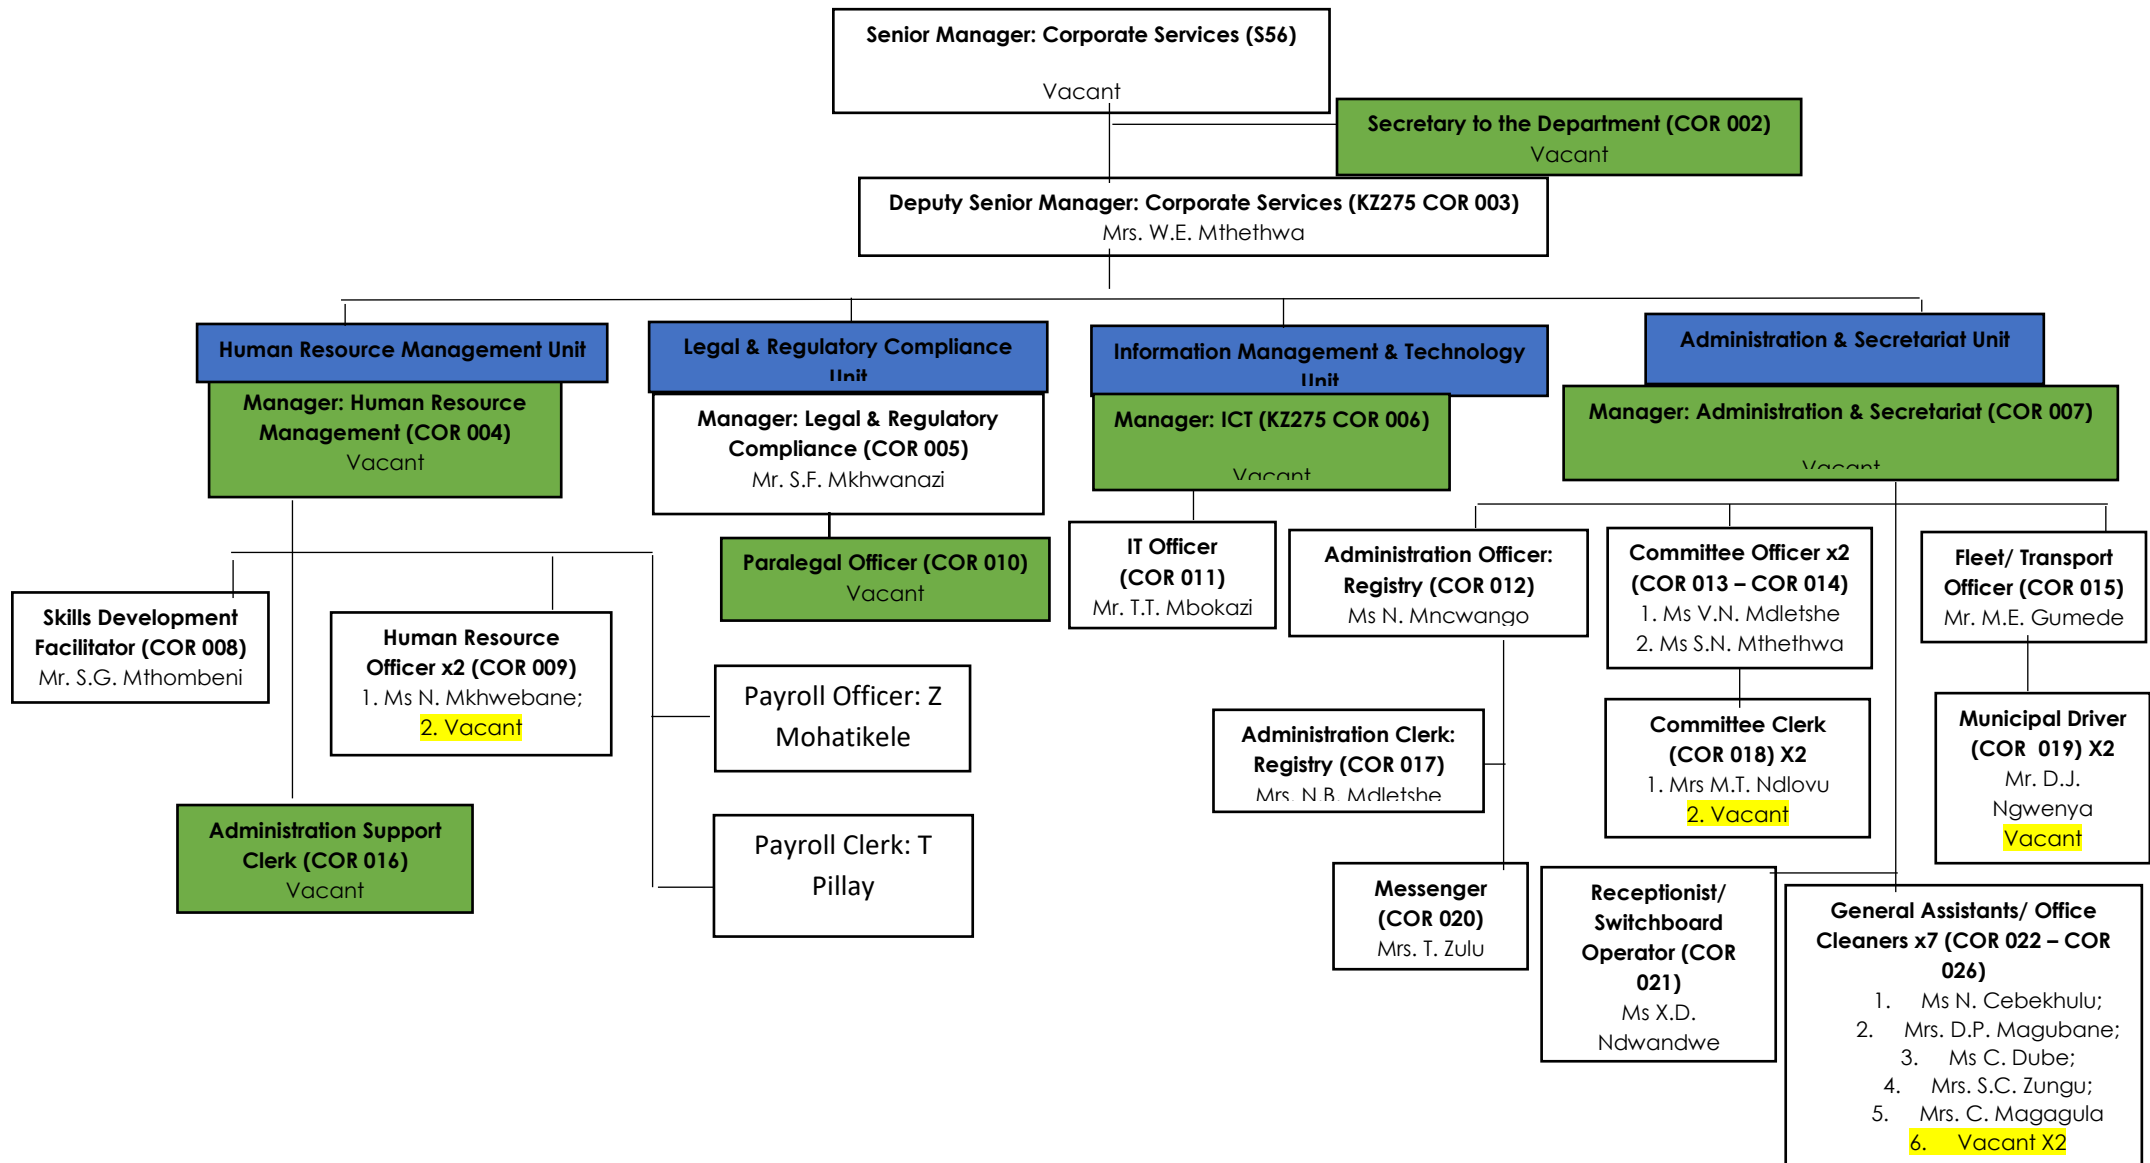 Senior Manager: Corporate Services (S56)
Vacant
Secretary to the Department (COR 002)
Vacant
Deputy Senior Manager: Corporate Services (KZ275 COR 003)
Mrs. W.E. Mthethwa
Human Resource Management Unit
Manager: Human Resource
Management (COR 004)
Vacant
Legal & Regulatory Compliance
Unit
Manager: Legal & Regulatory
Compliance (COR 005)
Mr. S.F. Mkhwanazi
Information Management & Technology
Unit
Manager: ICT (KZ275 COR 006)
Vacant
Administration & Secretariat Unit
Manager: Administration & Secretariat (COR 007)
Vacant
Skills Development
Facilitator (COR 008)
Mr. S.G. Mthombeni
Human Resource
Officer x2 (COR 009)
1. Ms N. Mkhwebane;
2. Vacant
Payroll Officer: Z
Mohatikele
Payroll Clerk: T
Pillay
Administration Support
Clerk (COR 016)
Vacant
Paralegal Officer (COR 010)
Vacant
IT Officer
(COR 011)
Mr. T.T. Mbokazi
Administration Officer:
Registry (COR 012)
Ms N. Mncwango
Committee Officer x2
(COR 013 – COR 014)
1. Ms V.N. Mdletshe
2. Ms S.N. Mthethwa
Fleet/ Transport
Officer (COR 015)
Mr. M.E. Gumede
Administration Clerk:
Registry (COR 017)
Mrs. N.B. Mdletshe
Committee Clerk
(COR 018) X2
1. Mrs M.T. Ndlovu
2. Vacant
Municipal Driver
(COR  019) X2
Mr. D.J.
Ngwenya
Vacant
Messenger
(COR 020)
Mrs. T. Zulu
Receptionist/
Switchboard
Operator (COR
021)
Ms X.D.
Ndwandwe
General Assistants/ Office
Cleaners x7 (COR 022 – COR
026)
1. Ms N. Cebekhulu;
2. Mrs. D.P. Magubane;
3. Ms C. Dube;
4. Mrs. S.C. Zungu;
5. Mrs. C. Magagula
6. Vacant X2